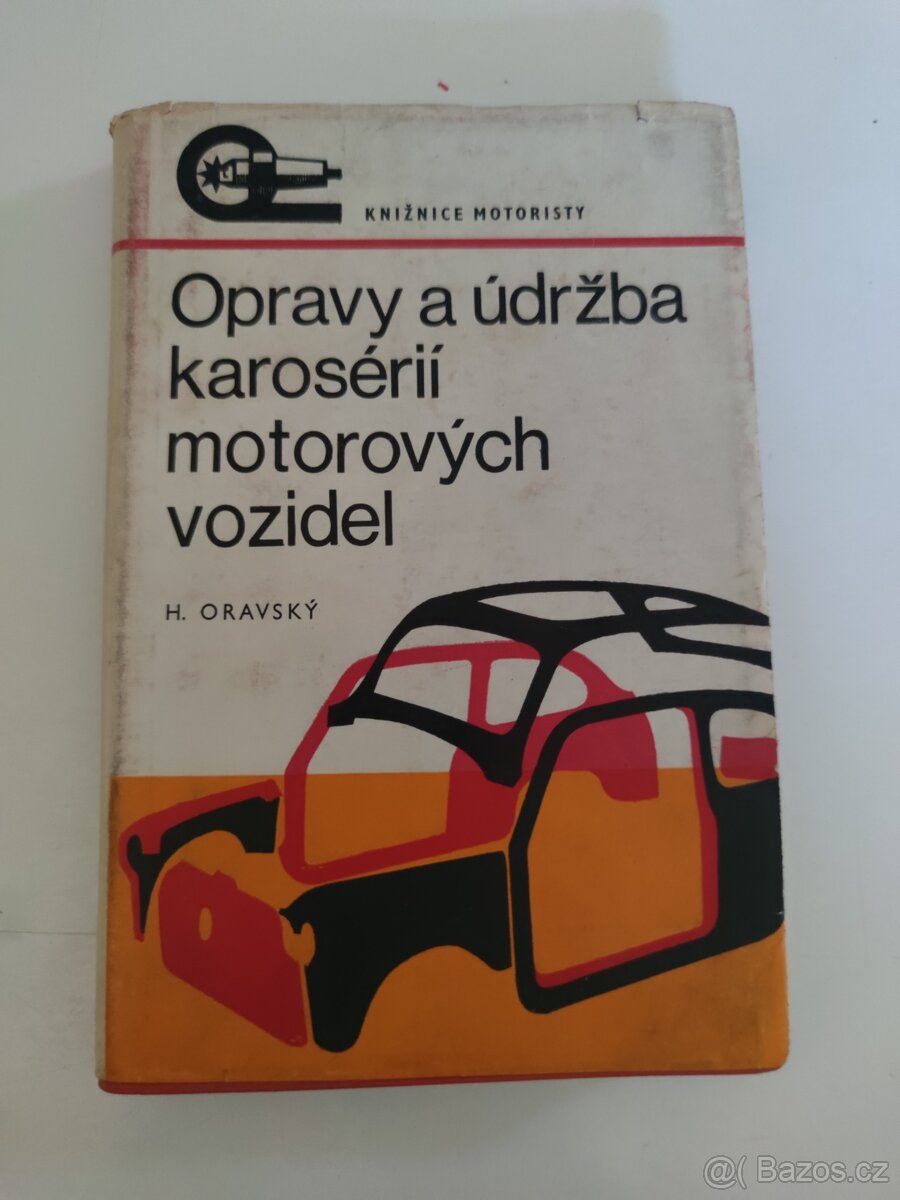 KNIŽNICE MOTORISTY
Opravy a údržba
karosérií
motorových
vozidel
H. ORAVSKÝ
@( Bazos.cz